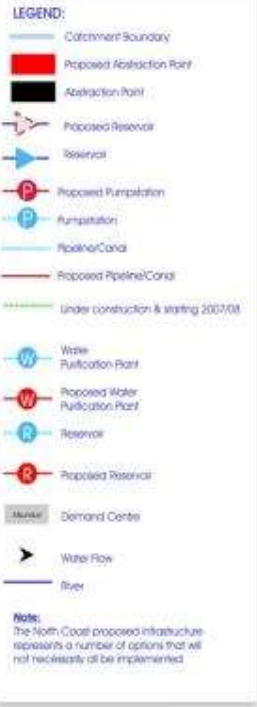 LEGEND:
Catchment Boundary
Proposed Abstraction Point
Abstraction Point
Proposed Reservoir
Reservoir
P Proposed Pumpstation
P Pumpstation
Pipeline/Canal
Proposed Pipeline/Canal
Under construction & starting 2007/08
Water
W Purification Plant
Proposed Water
W Purification Plant
R Reservoir
R Proposed Reservoir
Demand Centre
Water Flow
River
Note:
The North Coast proposed infrastructure
represents a number of options that will
not necessarily all be implemented